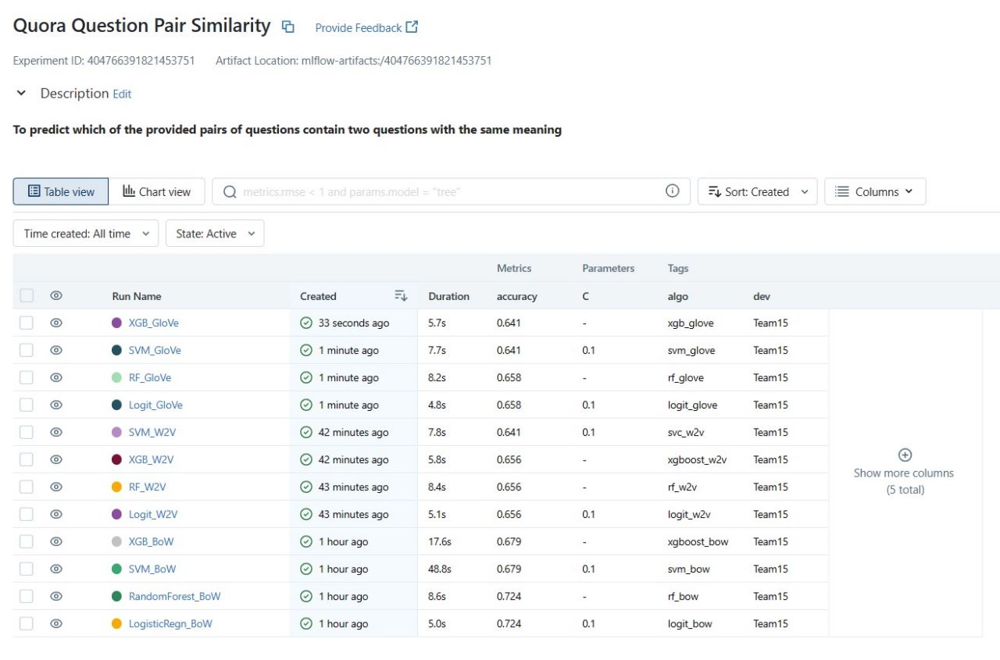 Quora Question Pair Similarity Provide Feedback
Experiment ID: 404766391821453751 Artifact Location: mlflow-artifacts:/404766391821453751
Description Edit
To predict which of the provided pairs of questions contain two questions with the same meaning
Table view Chart view metrics.rmse < 1 and params.model = "tree" Sort: Created Columns
Time created: All time State: Active
Metrics Parameters Tags
Run Name Created Duration accuracy C algo dev
XGB_GloVe 33 seconds ago 5.7s 0.641 - xgb_glove Team15
SVM_GloVe 1 minute ago 7.7s 0.641 0.1 svm_glove Team15
RF_GloVe 1 minute ago 8.2s 0.658 - rf_glove Team15
Logit_GloVe 1 minute ago 4.8s 0.658 0.1 logit_glove Team15
SVM_W2V 42 minutes ago 7.8s 0.641 0.1 svc_w2v Team15
XGB_W2V 42 minutes ago 5.8s 0.656 - xgboost_w2v Team15
RF_W2V 43 minutes ago 8.4s 0.656 - rf_w2v Team15
Logit_W2V 43 minutes ago 5.1s 0.656 0.1 logit_w2v Team15
XGB_BoW 1 hour ago 17.6s 0.679 - xgboost_bow Team15
SVM_BoW 1 hour ago 48.8s 0.679 0.1 svm_bow Team15
RandomForest_BoW 1 hour ago 8.6s 0.724 - rf_bow Team15
LogisticRegn_BoW 1 hour ago 5.0s 0.724 0.1 logit_bow Team15
Show more columns
(5 total)